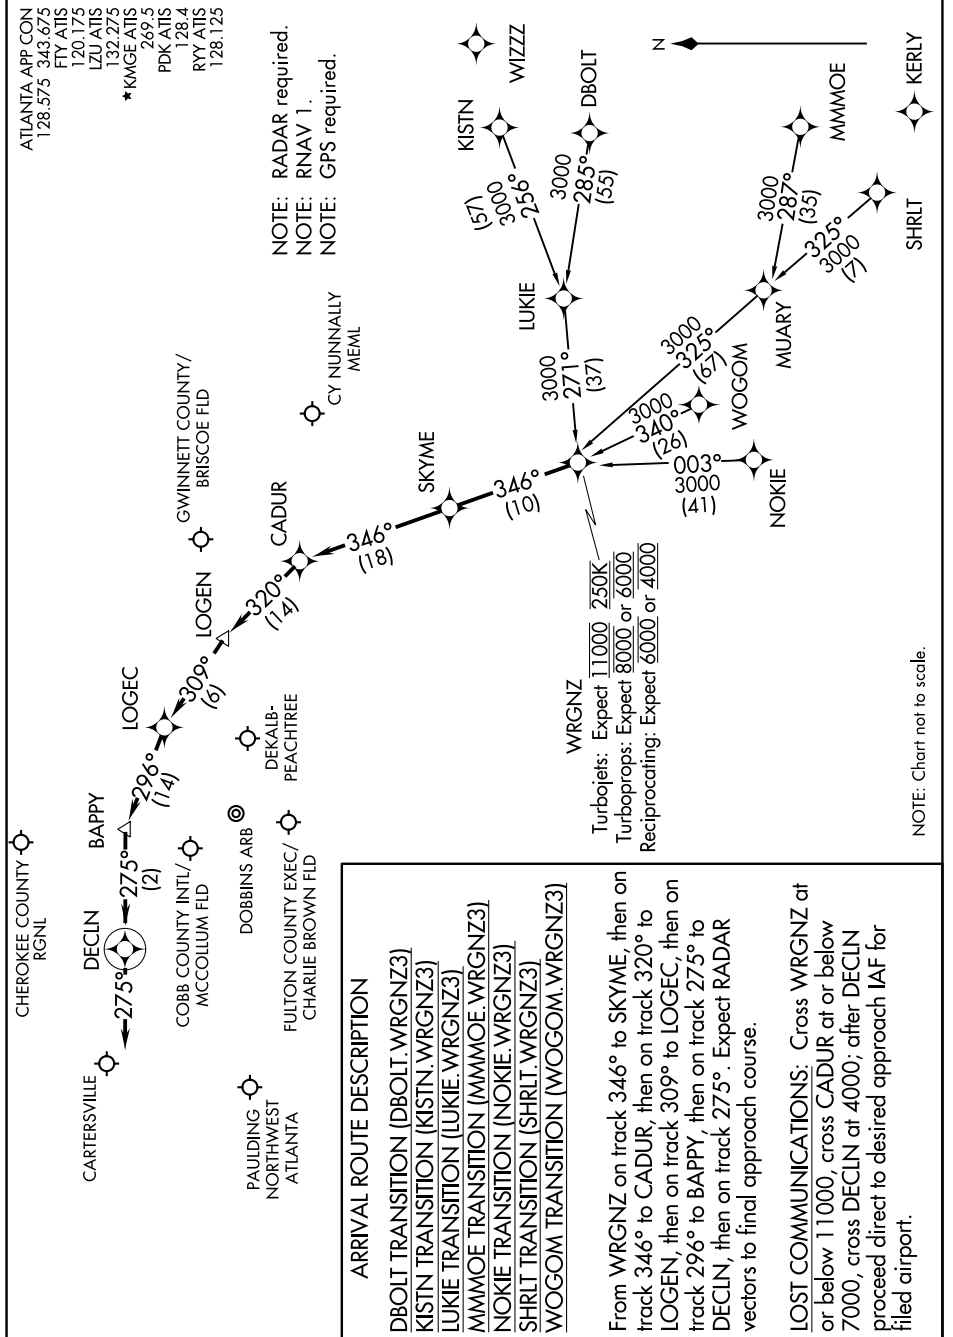 ATLANTA APP CON
128.575 343.675
FTY ATIS
120.175
LZU ATIS
132.275
★KMGE ATIS
269.5
PDK ATIS
128.4
RYY ATIS
128.125
NOTE: RADAR required.
NOTE: RNAV 1.
NOTE: GPS required.
CHEROKEE COUNTY
RGNL
CARTERSVILLE
275°
DECLN
275°
(2)
BAPPY
296°
(14)
LOGEC
309°
(6)
LOGEN
320°
(14)
CADUR
346°
(18)
SKYME
346°
(10)
GWINNETT COUNTY/
BRISCOE FLD
CY NUNNALLY
MEML
COBB COUNTY INTL/
MCCOLLUM FLD
DOBBINS ARB
DEKALB-
PEACHTREE
FULTON COUNTY EXEC/
CHARLIE BROWN FLD
PAULDING
NORTHWEST
ATLANTA
KISTN
WIZZZ
DBOLT
N
(57)
3000
256°
3000
285°
(55)
LUKIE
3000
271°
(37)
MMMOE
KERLY
SHRLT
3000
287°
(35)
325°
3000
(7)
MUARY
3000
325°
(67)
WOGOM
3000
340°
(26)
003°
3000
(41)
NOKIE
WRGNZ
Turbojets: Expect 11000 250K
Turboprops: Expect 8000 or 6000
Reciprocating: Expect 6000 or 4000
NOTE: Chart not to scale.
ARRIVAL ROUTE DESCRIPTION
DBOLT TRANSITION (DBOLT.WRGNZ3)
KISTN TRANSITION (KISTN.WRGNZ3)
LUKIE TRANSITION (LUKIE.WRGNZ3)
MMMOE TRANSITION (MMMOE.WRGNZ3)
NOKIE TRANSITION (NOKIE.WRGNZ3)
SHRLT TRANSITION (SHRLT.WRGNZ3)
WOGOM TRANSITION (WOGOM.WRGNZ3)
From WRGNZ on track 346° to SKYME, then on
track 346° to CADUR, then on track 320° to
LOGEN, then on track 309° to LOGEC, then on
track 296° to BAPPY, then on track 275° to
DECLN, then on track 275°. Expect RADAR
vectors to final approach course.
LOST COMMUNICATIONS: Cross WRGNZ at
or below 11000, cross CADUR at or below
7000, cross DECLN at 4000; after DECLN
proceed direct to desired approach IAF for
filed airport.